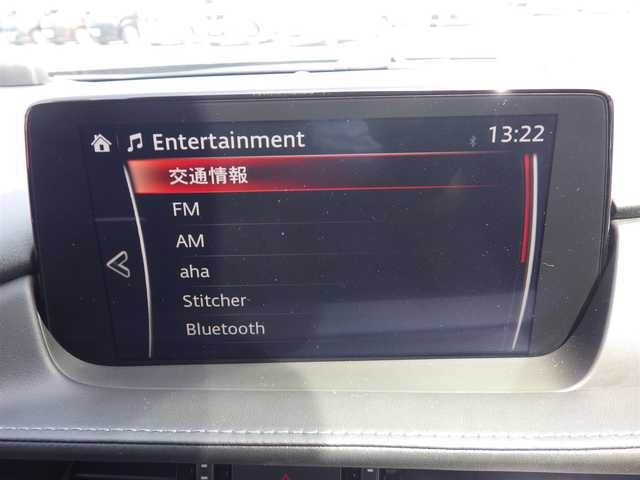 Entertainment
13:22
交通情報
FM
AM
aha
Stitcher
Bluetooth